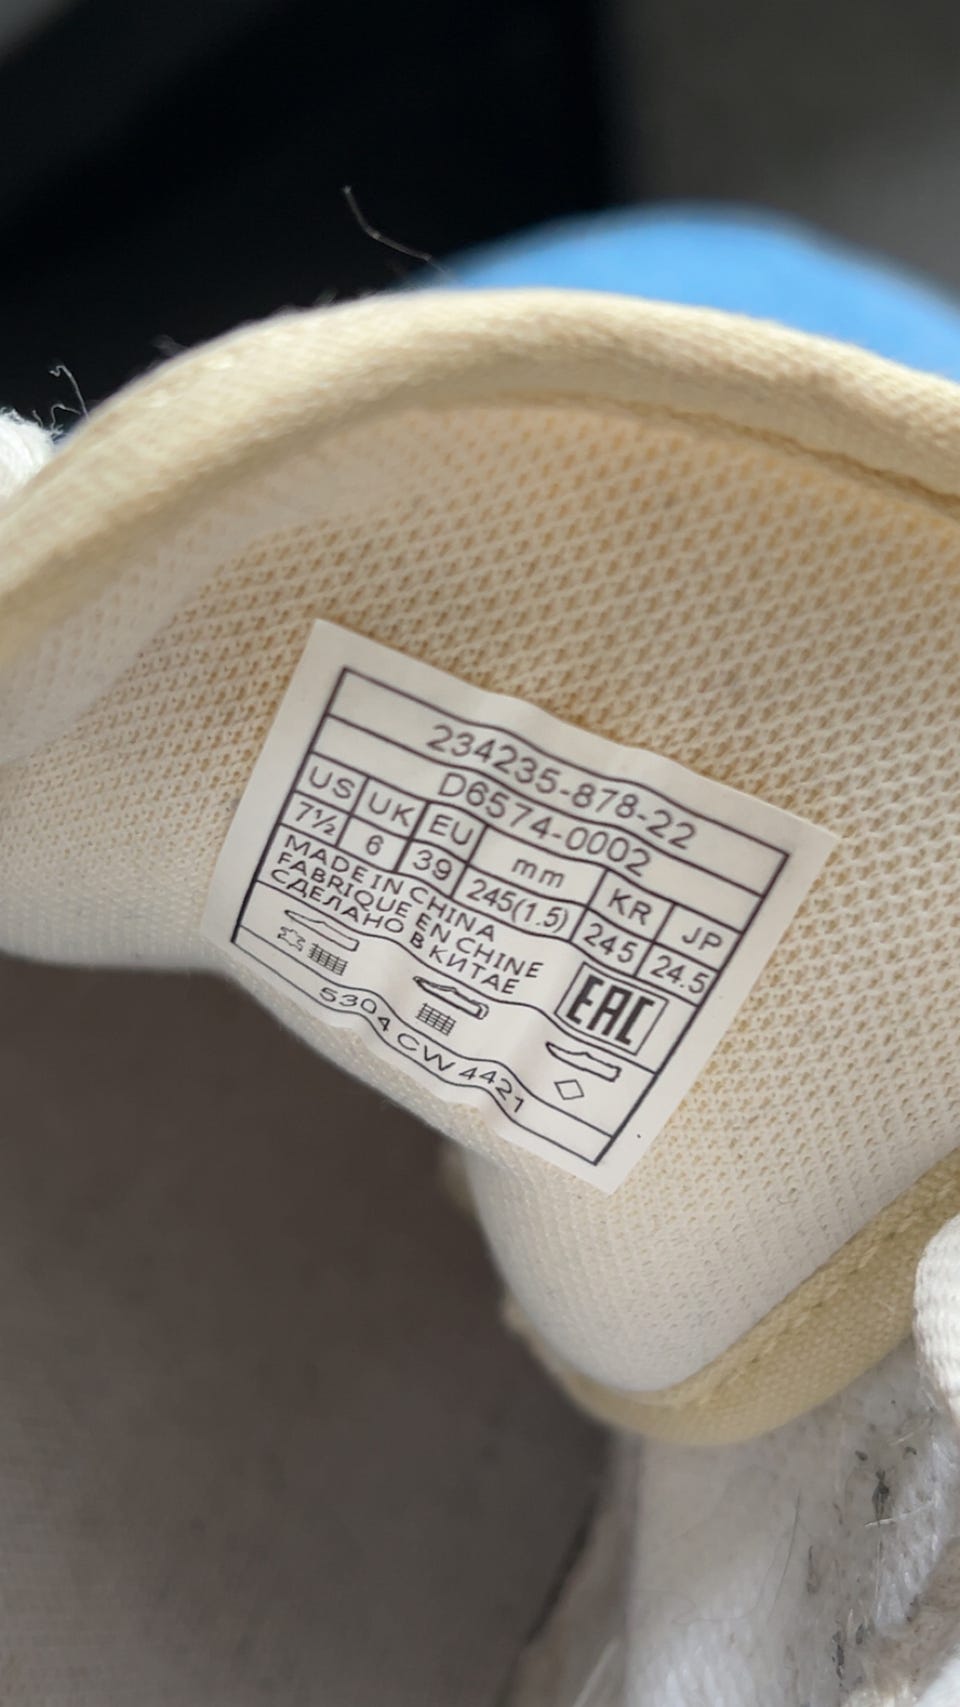 234235-878-22
D6574-0002
US UK EU mm KR JP
7½ 6 39 245(1.5) 245 24.5
MADE IN CHINA
FABRIQUE EN CHINE
СДЕЛАНО В КИТАЕ
EAC
5304 CW 4421